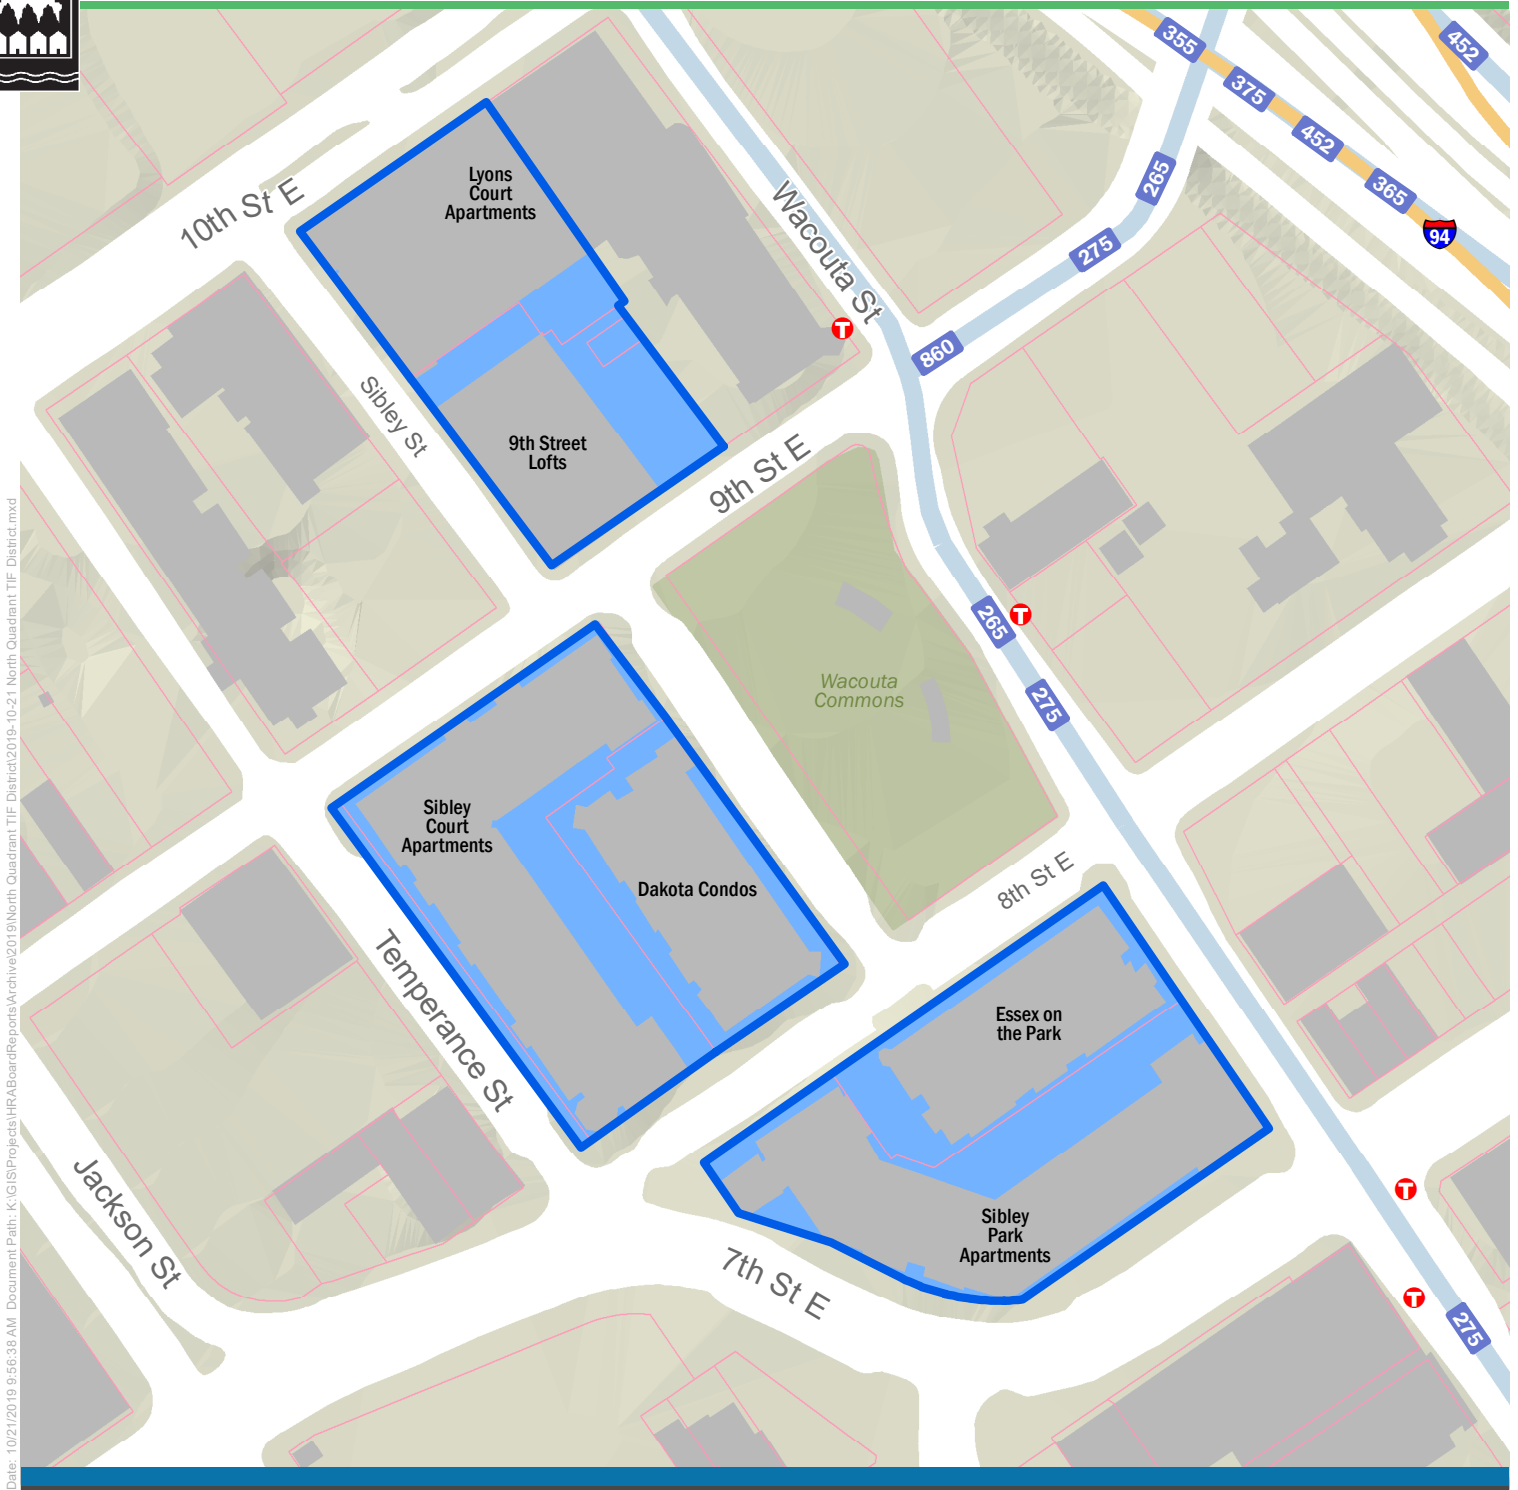 355
375
452
365
452
94
265
275
860
10th St E
Lyons
Court
Apartments
Wacouta St
T
Sibley St
9th Street
Lofts
9th St E
265
T
275
Wacouta
Commons
Sibley
Court
Apartments
Dakota Condos
8th St E
Temperance St
Essex on
the Park
Jackson St
7th St E
Sibley
Park
Apartments
T
T
275
Date: 10/21/2019 9:56:38 AM Document Path: K:\GIS\Projects\HRABoardReports\Archive\2019\North Quadrant TIF District\2019-10-21 North Quadrant TIF District.mxd